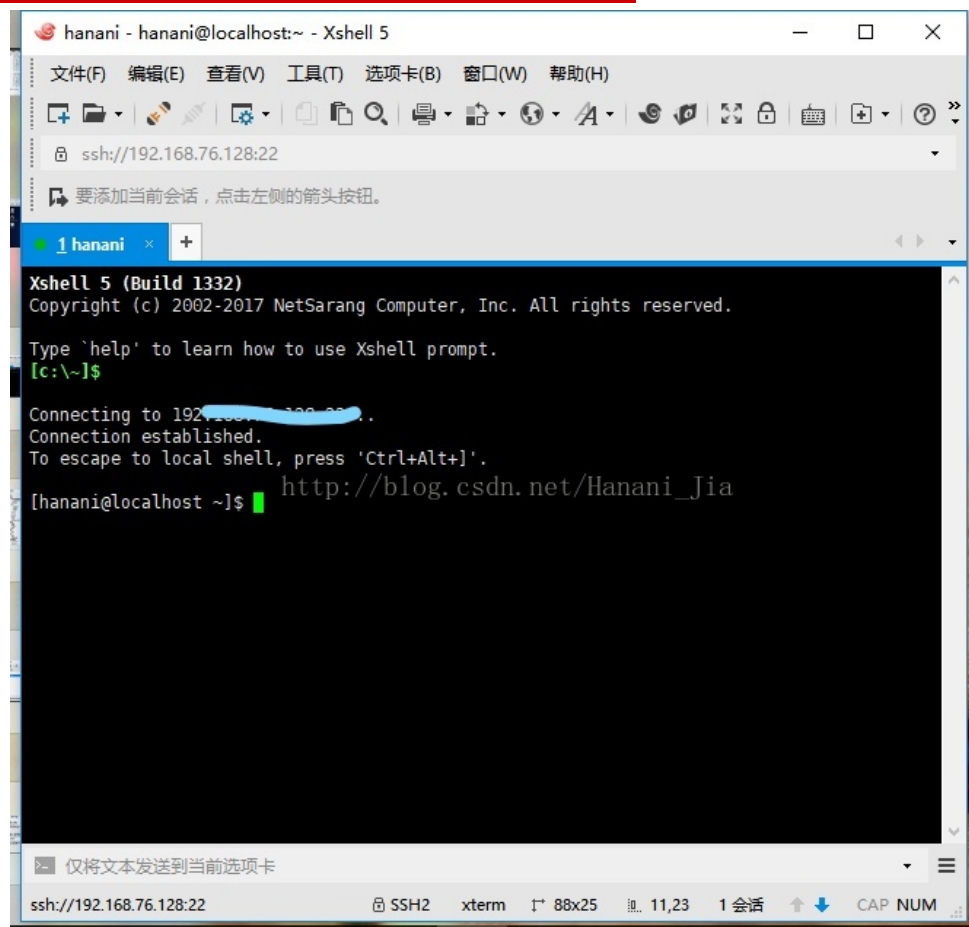 hanani - hanani@localhost:~ - Xshell 5
文件(F) 编辑(E) 查看(V) 工具(T) 选项卡(B) 窗口(W) 帮助(H)
ssh://192.168.76.128:22
要添加当前会话，点击左侧的箭头按钮。
1 hanani × +
Xshell 5 (Build 1332)
Copyright (c) 2002-2017 NetSarang Computer, Inc. All rights reserved.
Type `help' to learn how to use Xshell prompt.
[c:\~]$
Connecting to 192 ..
Connection established.
To escape to local shell, press 'Ctrl+Alt+]'.
http://blog.csdn.net/Hanani_Jia
[hanani@localhost ~]$
仅将文本发送到当前选项卡
ssh://192.168.76.128:22 SSH2 xterm 88x25 11,23 1 会话 CAP NUM